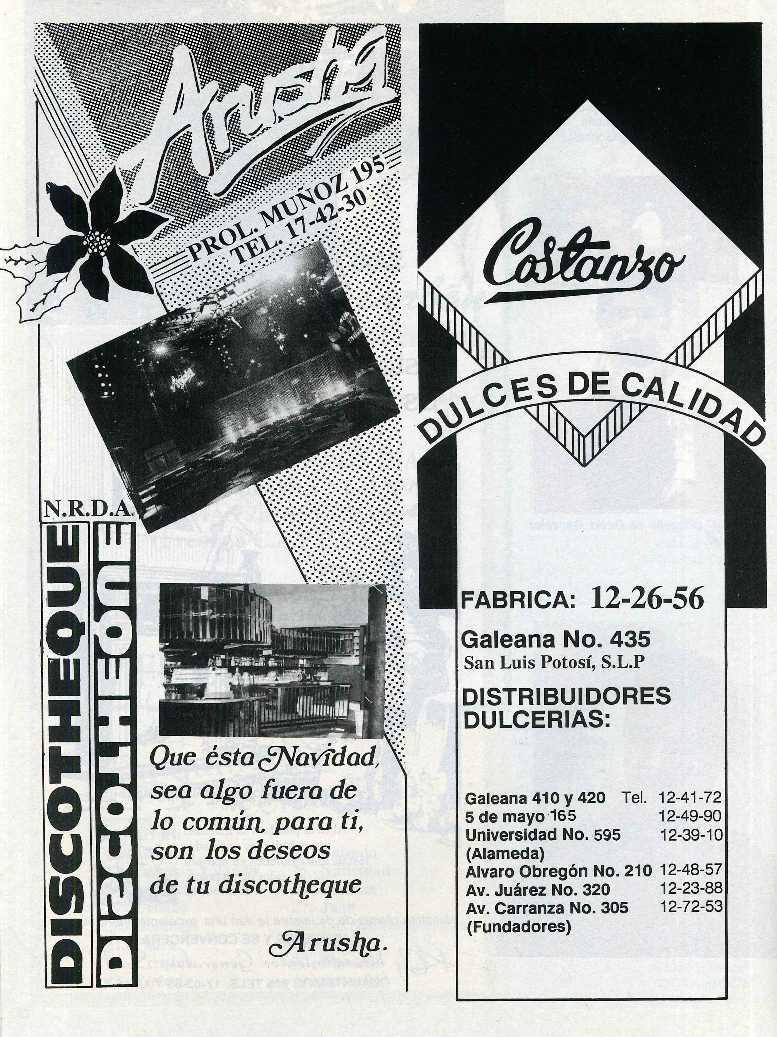 Arusha
PROL. MUÑOZ 195
TEL. 17-42-30
N.R.D.A.
DISCOTHEQUE
DISCOTHEQUE
Que ésta Navidad,
sea algo fuera de
lo común, para ti,
son los deseos
de tu discotheque
Arusha.
Costanzo
DULCES DE CALIDAD
FABRICA: 12-26-56
Galeana No. 435
San Luis Potosí, S.L.P
DISTRIBUIDORES
DULCERIAS:
Galeana 410 y 420 Tel. 12-41-72
5 de mayo 165 12-49-90
Universidad No. 595 12-39-10
(Alameda)
Alvaro Obregón No. 210 12-48-57
Av. Juárez No. 320 12-23-88
Av. Carranza No. 305 12-72-53
(Fundadores)